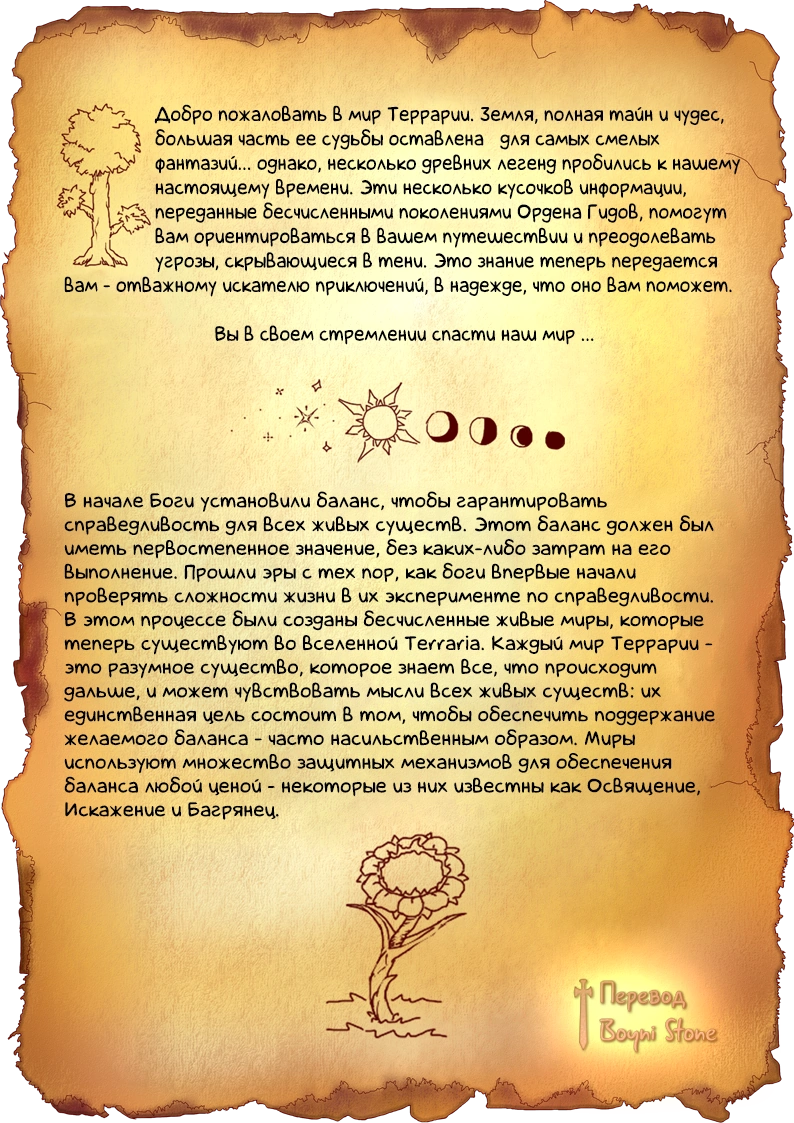 Добро пожаловать в мир Террарии. Земля, полная тайн и чудес,
большая часть ее судьбы оставлена для самых смелых
фантазий... однако, несколько древних легенд пробились к нашему
настоящему времени. Эти несколько кусочков информации,
переданные бесчисленными поколениями Ордена Гидов, помогут
вам ориентироваться в вашем путешествии и преодолевать
угрозы, скрывающиеся в тени. Это знание теперь передается
вам - отважному искателю приключений, в надежде, что оно вам поможет.
Вы в своем стремлении спасти наш мир ...
В начале Боги установили баланс, чтобы гарантировать
справедливость для всех живых существ. Этот баланс должен был
иметь первостепенное значение, без каких-либо затрат на его
выполнение. Прошли эры с тех пор, как боги впервые начали
проверять сложности жизни в их эксперименте по справедливости.
В этом процессе были созданы бесчисленные живые миры, которые
теперь существуют во вселенной Terraria. Каждый мир Террарии -
это разумное существо, которое знает все, что происходит
дальше, и может чувствовать мысли всех живых существ: их
единственная цель состоит в том, чтобы обеспечить поддержание
желаемого баланса - часто насильственным образом. Миры
используют множество защитных механизмов для обеспечения
баланса любой ценой - некоторые из них известны как Освящение,
Искажение и Багрянец.
Перевод
Boyni Stone